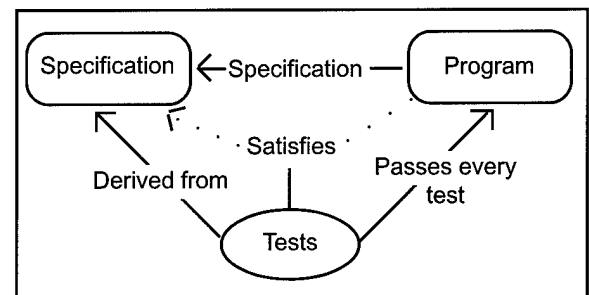 Specification
Specification
Program
Satisfies
Derived from
Passes every
test
Tests